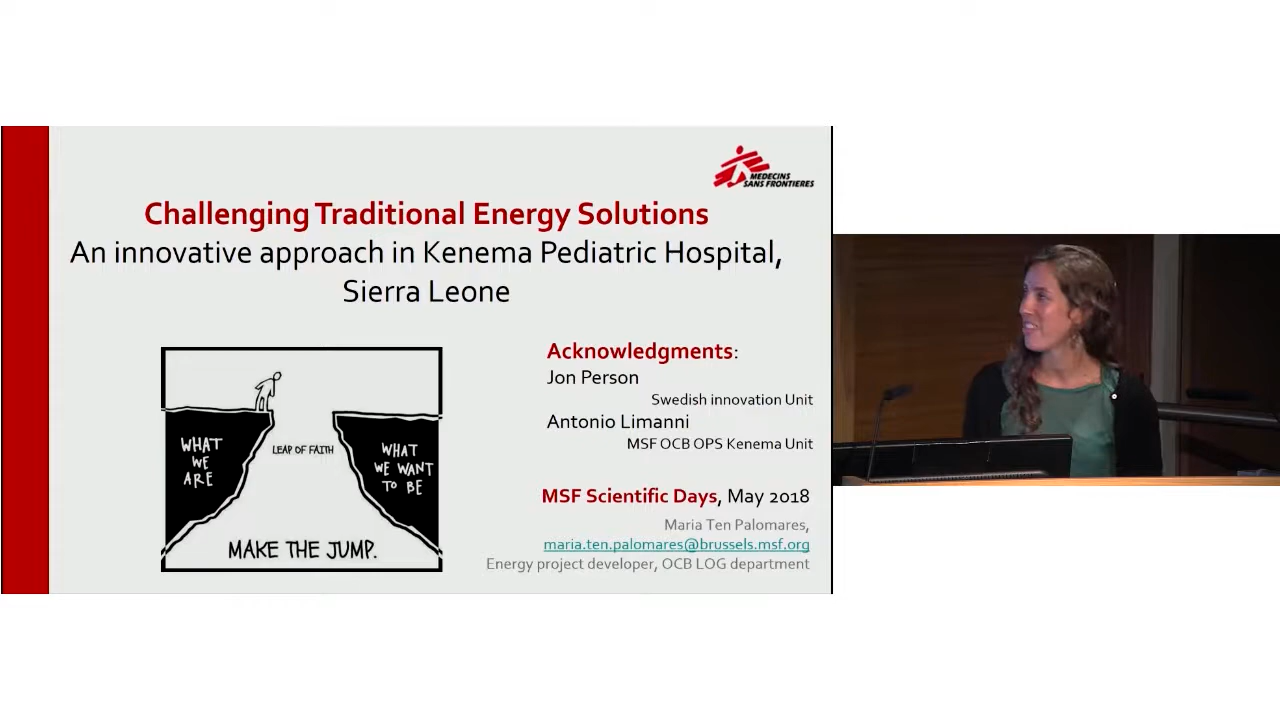 MEDECINS
SANS FRONTIERES
Challenging Traditional Energy Solutions
An innovative approach in Kenema Pediatric Hospital,
Sierra Leone
Acknowledgments:
Jon Person
Swedish innovation Unit
Antonio Limanni
MSF OCB OPS Kenema Unit
WHAT
WE
ARE
LEAP OF FAITH
WHAT
WE WANT
TO BE
MAKE THE JUMP.
MSF Scientific Days, May 2018
Maria Ten Palomares,
maria.ten.palomares@brussels.msf.org
Energy project developer, OCB LOG department